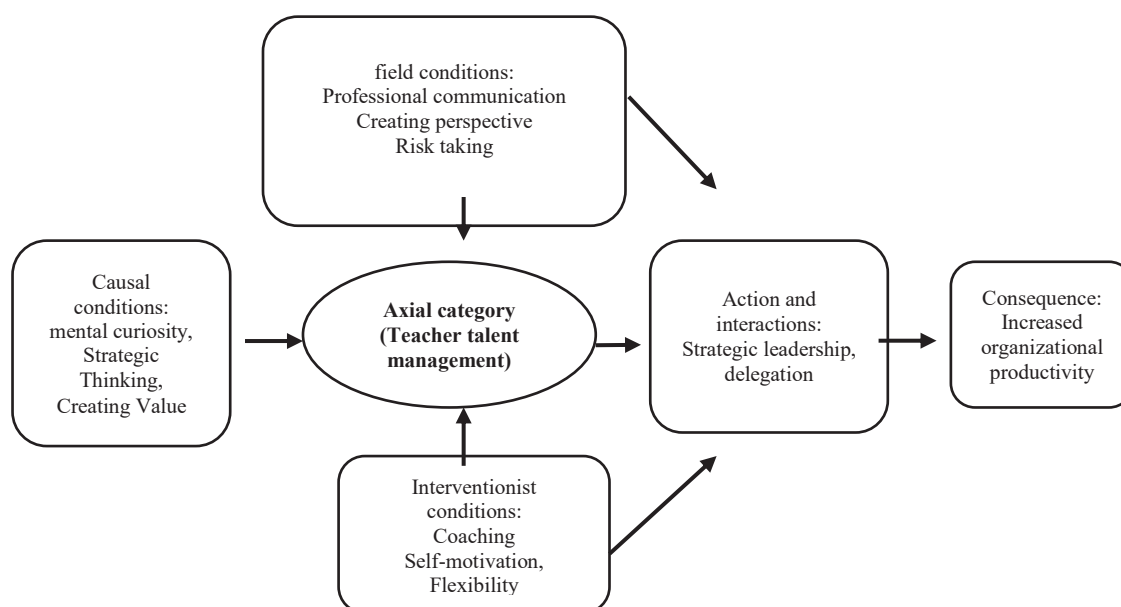 field conditions:
Professional communication
Creating perspective
Risk taking
Causal
conditions:
mental curiosity,
Strategic
Thinking,
Creating Value
Axial category
(Teacher talent
management)
Action and
interactions:
Strategic leadership,
delegation
Consequence:
Increased
organizational
productivity
Interventionist
conditions:
Coaching
Self-motivation,
Flexibility